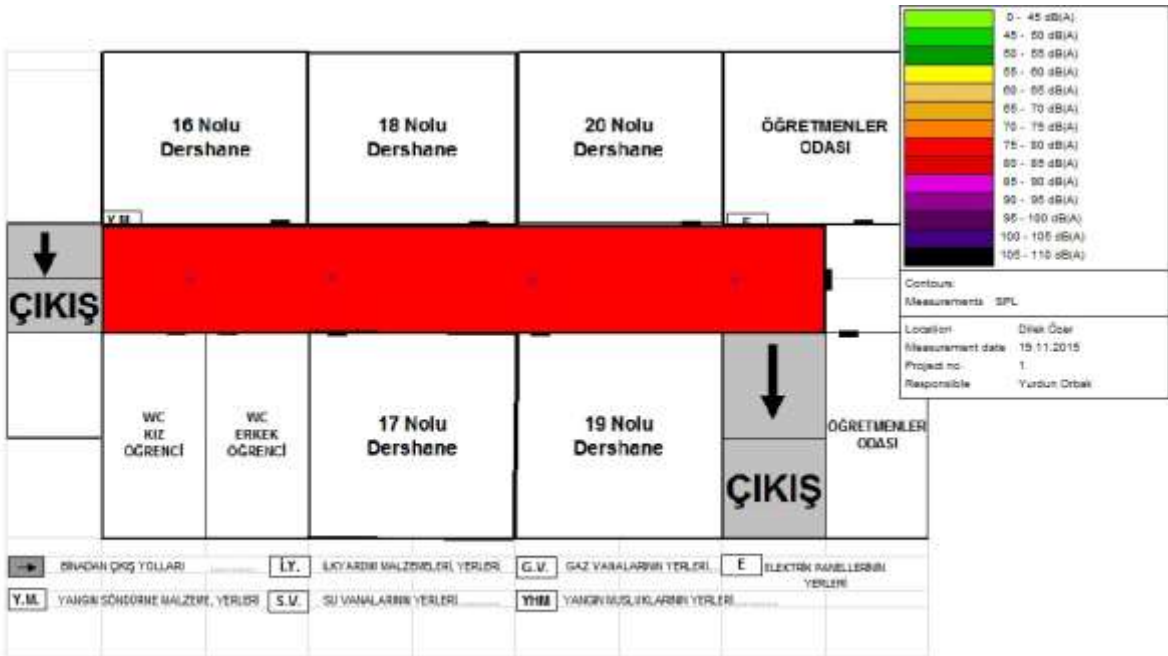 0 - 45 dB(A)
45 - 50 dB(A)
50 - 55 dB(A)
55 - 60 dB(A)
60 - 65 dB(A)
65 - 70 dB(A)
70 - 75 dB(A)
75 - 80 dB(A)
80 - 85 dB(A)
85 - 90 dB(A)
90 - 95 dB(A)
95 - 100 dB(A)
100 - 105 dB(A)
105 - 110 dB(A)
Contours:
Measurements SPL
Location Dilek Özer
Measurement date 19.11.2015
Project no. 1
Responsible Yurdun Orbak
16 Nolu
Dershane
18 Nolu
Dershane
20 Nolu
Dershane
ÖĞRETMENLER
ODASI
Y.M.
E
ÇIKIŞ
WC
KIZ
ÖĞRENCİ
WC
ERKEK
ÖĞRENCİ
17 Nolu
Dershane
19 Nolu
Dershane
ÇIKIŞ
ÖĞRETMENLER
ODASI
BİNADAN ÇIKIŞ YOLLARI
İ.Y. İLKYARDIM MALZEMELERİ, YERLERİ
G.V. GAZ VANALARININ YERLERİ
E ELEKTRİK PANELLERİNİN
YERLERİ
Y.M. YANGIN SÖNDÜRME MALZEME, YERLERİ
S.V. SU VANALARININ YERLERİ
YHM YANGIN MUSLUKLARININ YERLERİ